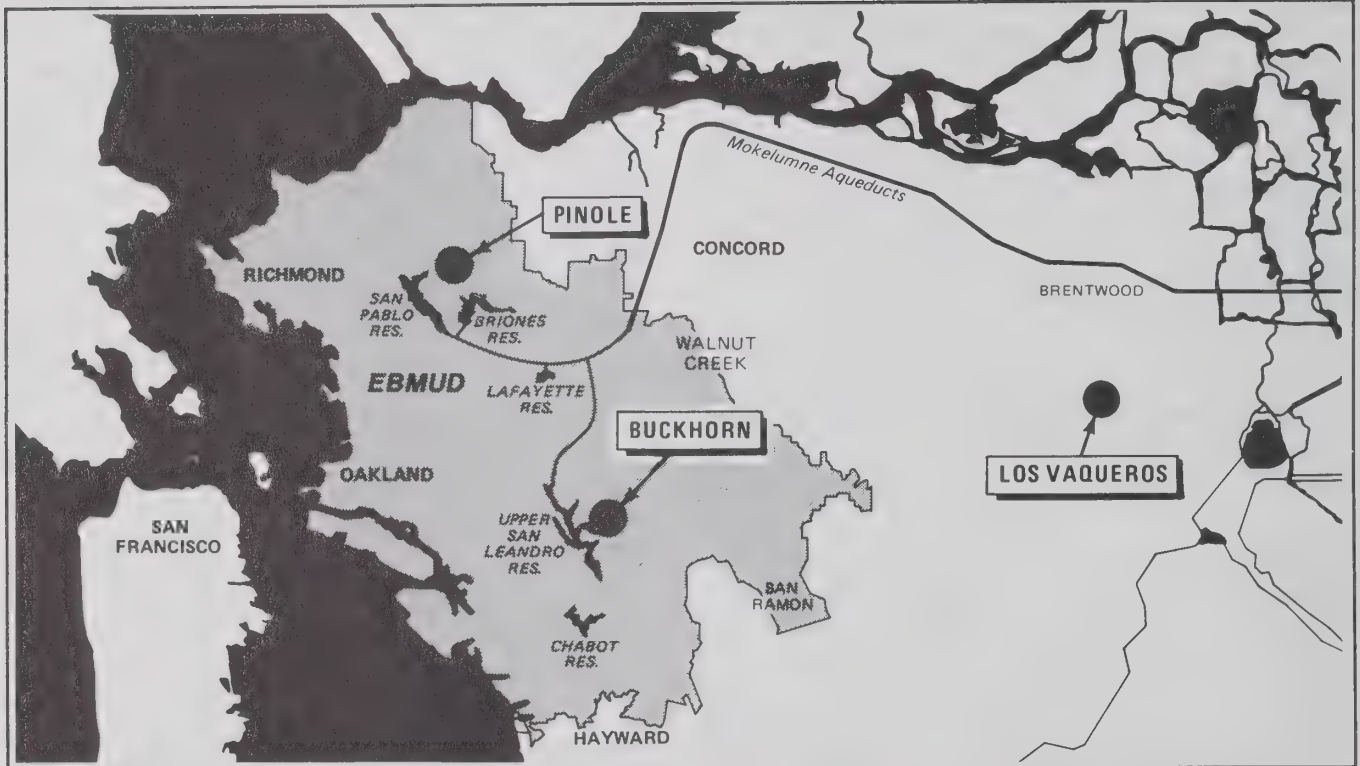 Mokelumne Aqueducts
PINOLE
CONCORD
RICHMOND
BRENTWOOD
SAN
PABLO
RES.
BRIONES
RES.
WALNUT
CREEK
EBMUD
LAFAYETTE
RES.
BUCKHORN
LOS VAQUEROS
OAKLAND
SAN
FRANCISCO
UPPER
SAN
LEANDRO
RES.
SAN
RAMON
CHABOT
RES.
HAYWARD